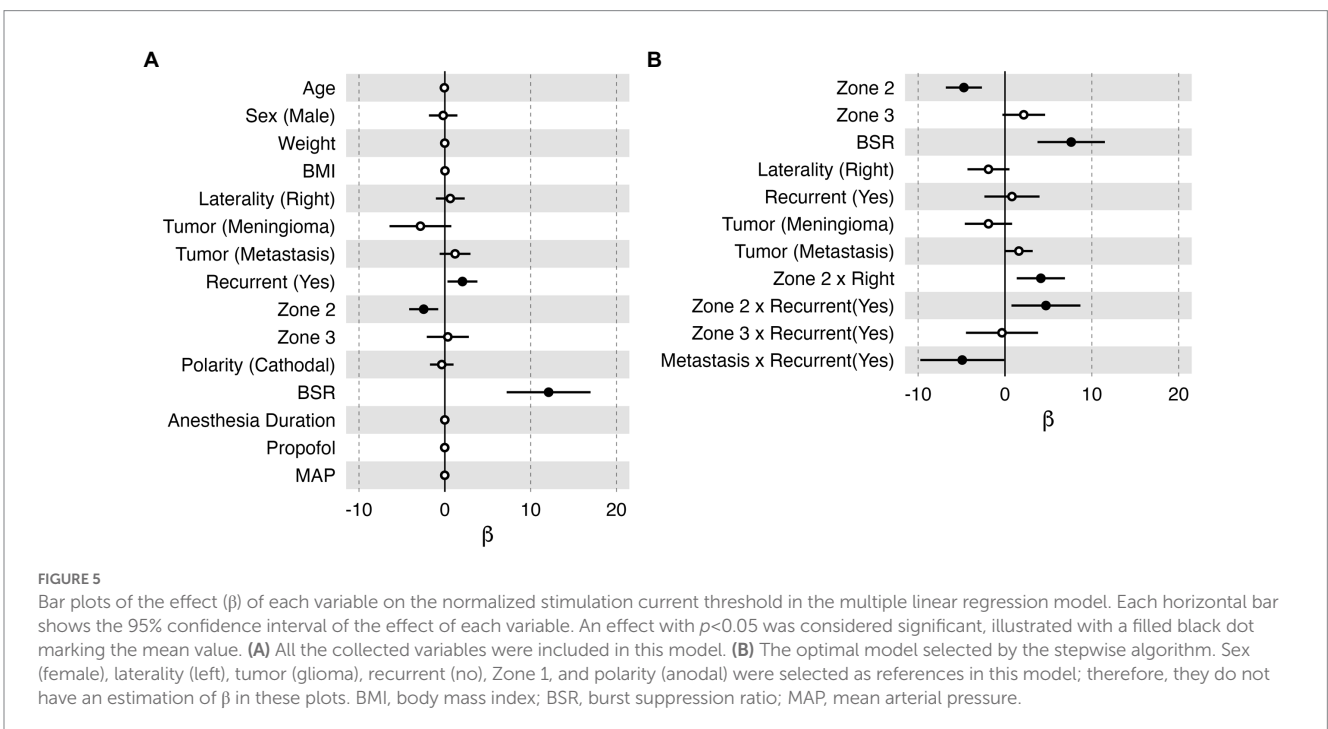 A
Age
Sex (Male)
Weight
BMI
Laterality (Right)
Tumor (Meningioma)
Tumor (Metastasis)
Recurrent (Yes)
Zone 2
Zone 3
Polarity (Cathodal)
BSR
Anesthesia Duration
Propofol
MAP
-10 0 10 20
β
B
Zone 2
Zone 3
BSR
Laterality (Right)
Recurrent (Yes)
Tumor (Meningioma)
Tumor (Metastasis)
Zone 2 x Right
Zone 2 x Recurrent(Yes)
Zone 3 x Recurrent(Yes)
Metastasis x Recurrent(Yes)
-10 0 10 20
β
FIGURE 5
Bar plots of the effect (β) of each variable on the normalized stimulation current threshold in the multiple linear regression model. Each horizontal bar
shows the 95% confidence interval of the effect of each variable. An effect with p<0.05 was considered significant, illustrated with a filled black dot
marking the mean value. (A) All the collected variables were included in this model. (B) The optimal model selected by the stepwise algorithm. Sex
(female), laterality (left), tumor (glioma), recurrent (no), Zone 1, and polarity (anodal) were selected as references in this model; therefore, they do not
have an estimation of β in these plots. BMI, body mass index; BSR, burst suppression ratio; MAP, mean arterial pressure.